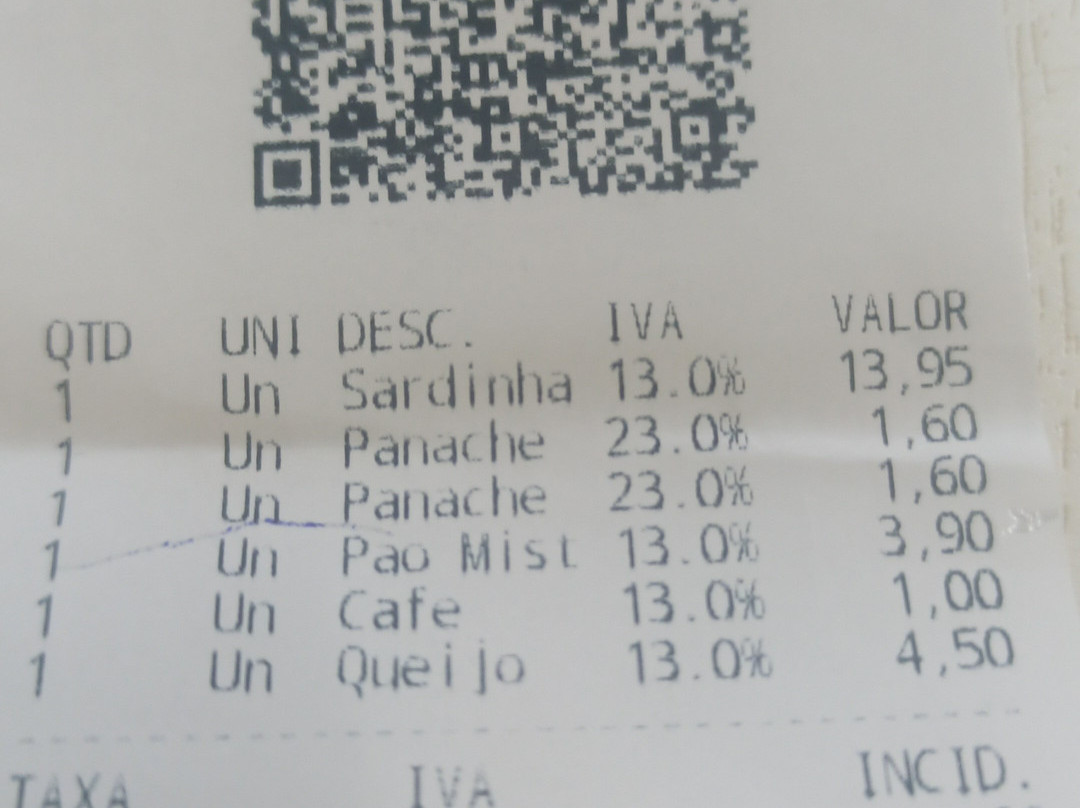 QTD UNI DESC. IVA VALOR
1 Un Sardinha 13.0% 13,95
1 Un Panache 23.0% 1,60
1 Un Panache 23.0% 1,60
1 Un Pao Mist 13.0% 3,90
1 Un Cafe 13.0% 1,00
1 Un Queijo 13.0% 4,50
TAXA IVA INCID.